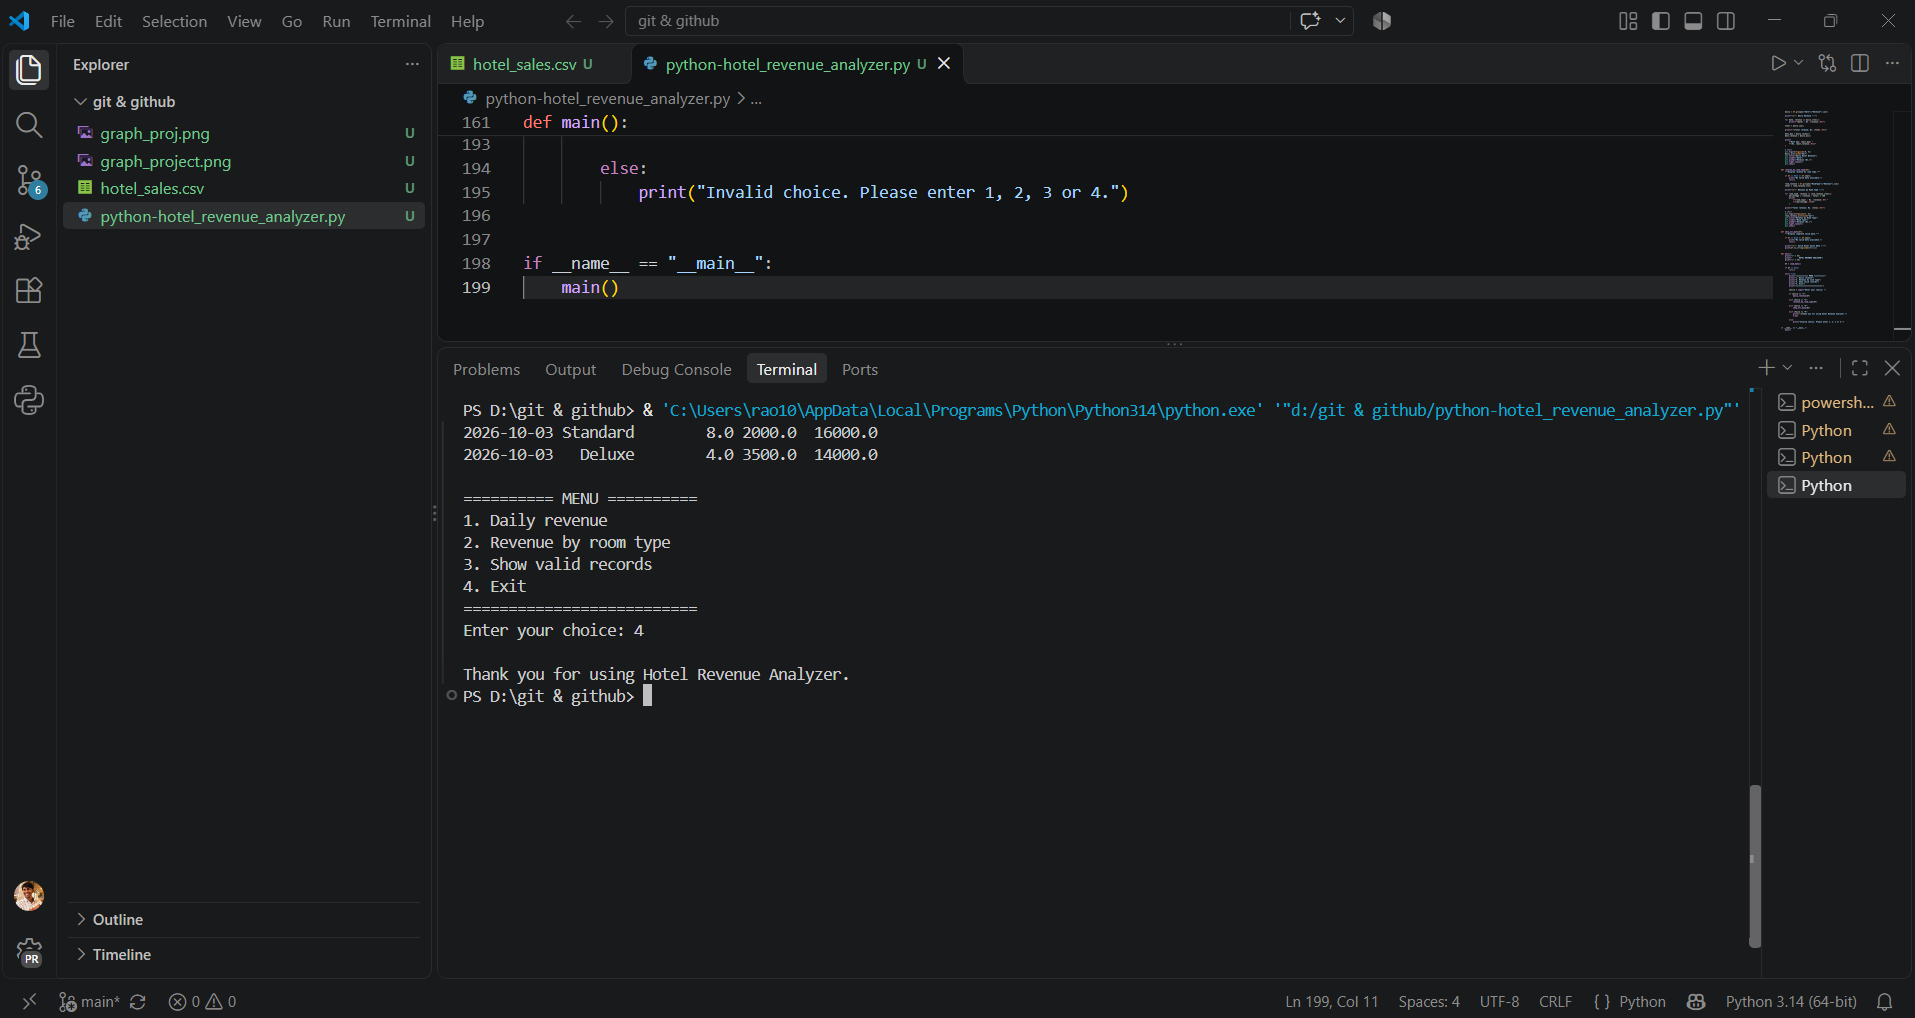 File Edit Selection View Go Run Terminal Help
git & github
Explorer
git & github
graph_proj.png U
graph_project.png U
hotel_sales.csv U
python-hotel_revenue_analyzer.py U
6
Outline
Timeline
PR
hotel_sales.csv U
python-hotel_revenue_analyzer.py U
python-hotel_revenue_analyzer.py > ...
161 def main():
193
194 else:
195 print("Invalid choice. Please enter 1, 2, 3 or 4.")
196
197
198 if __name__ == "__main__":
199 main()
Problems Output Debug Console Terminal Ports
PS D:\git & github> & 'C:\Users\rao10\AppData\Local\Programs\Python\Python314\python.exe' '"d:/git & github/python-hotel_revenue_analyzer.py"'
2026-10-03 Standard 8.0 2000.0 16000.0
2026-10-03 Deluxe 4.0 3500.0 14000.0
========== MENU ==========
1. Daily revenue
2. Revenue by room type
3. Show valid records
4. Exit
==========================
Enter your choice: 4
Thank you for using Hotel Revenue Analyzer.
PS D:\git & github>
powersh...
Python
Python
Python
main* 0 0
Ln 199, Col 11 Spaces: 4 UTF-8 CRLF { } Python Python 3.14 (64-bit)